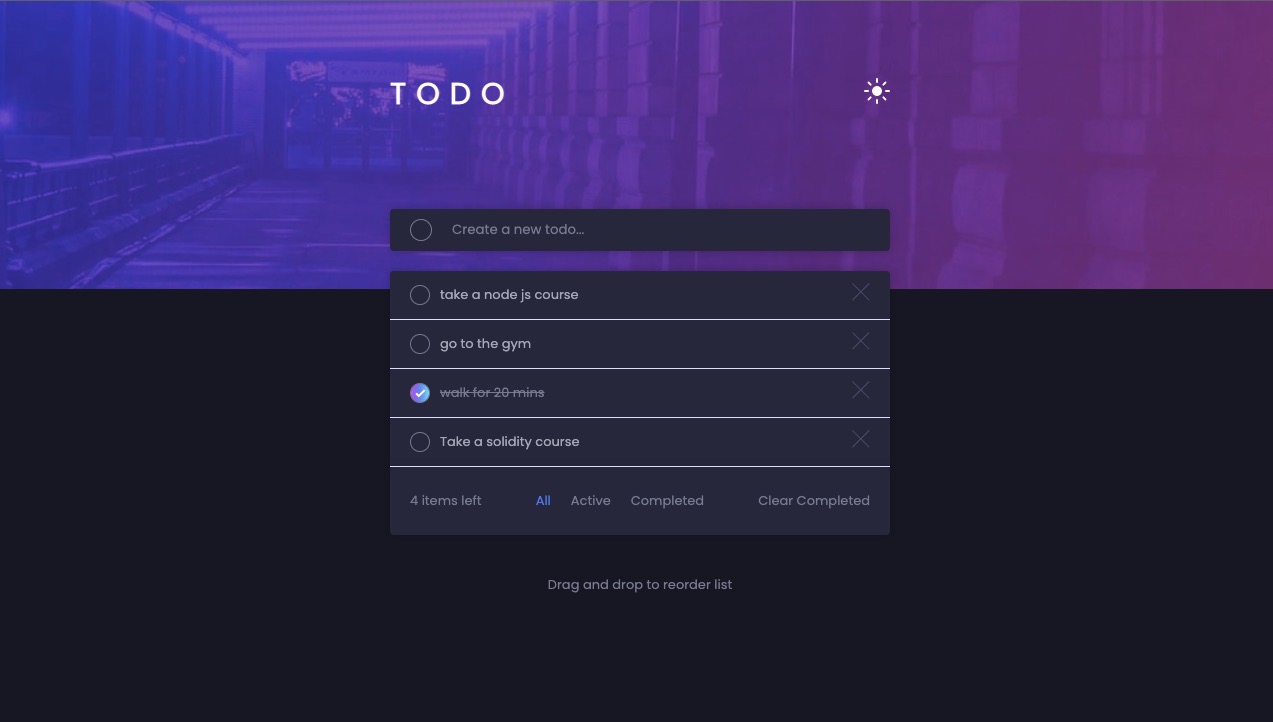 TODO
Create a new todo...
take a node js course
go to the gym
walk for 20 mins
Take a solidity course
4 items left All Active Completed Clear Completed
Drag and drop to reorder list